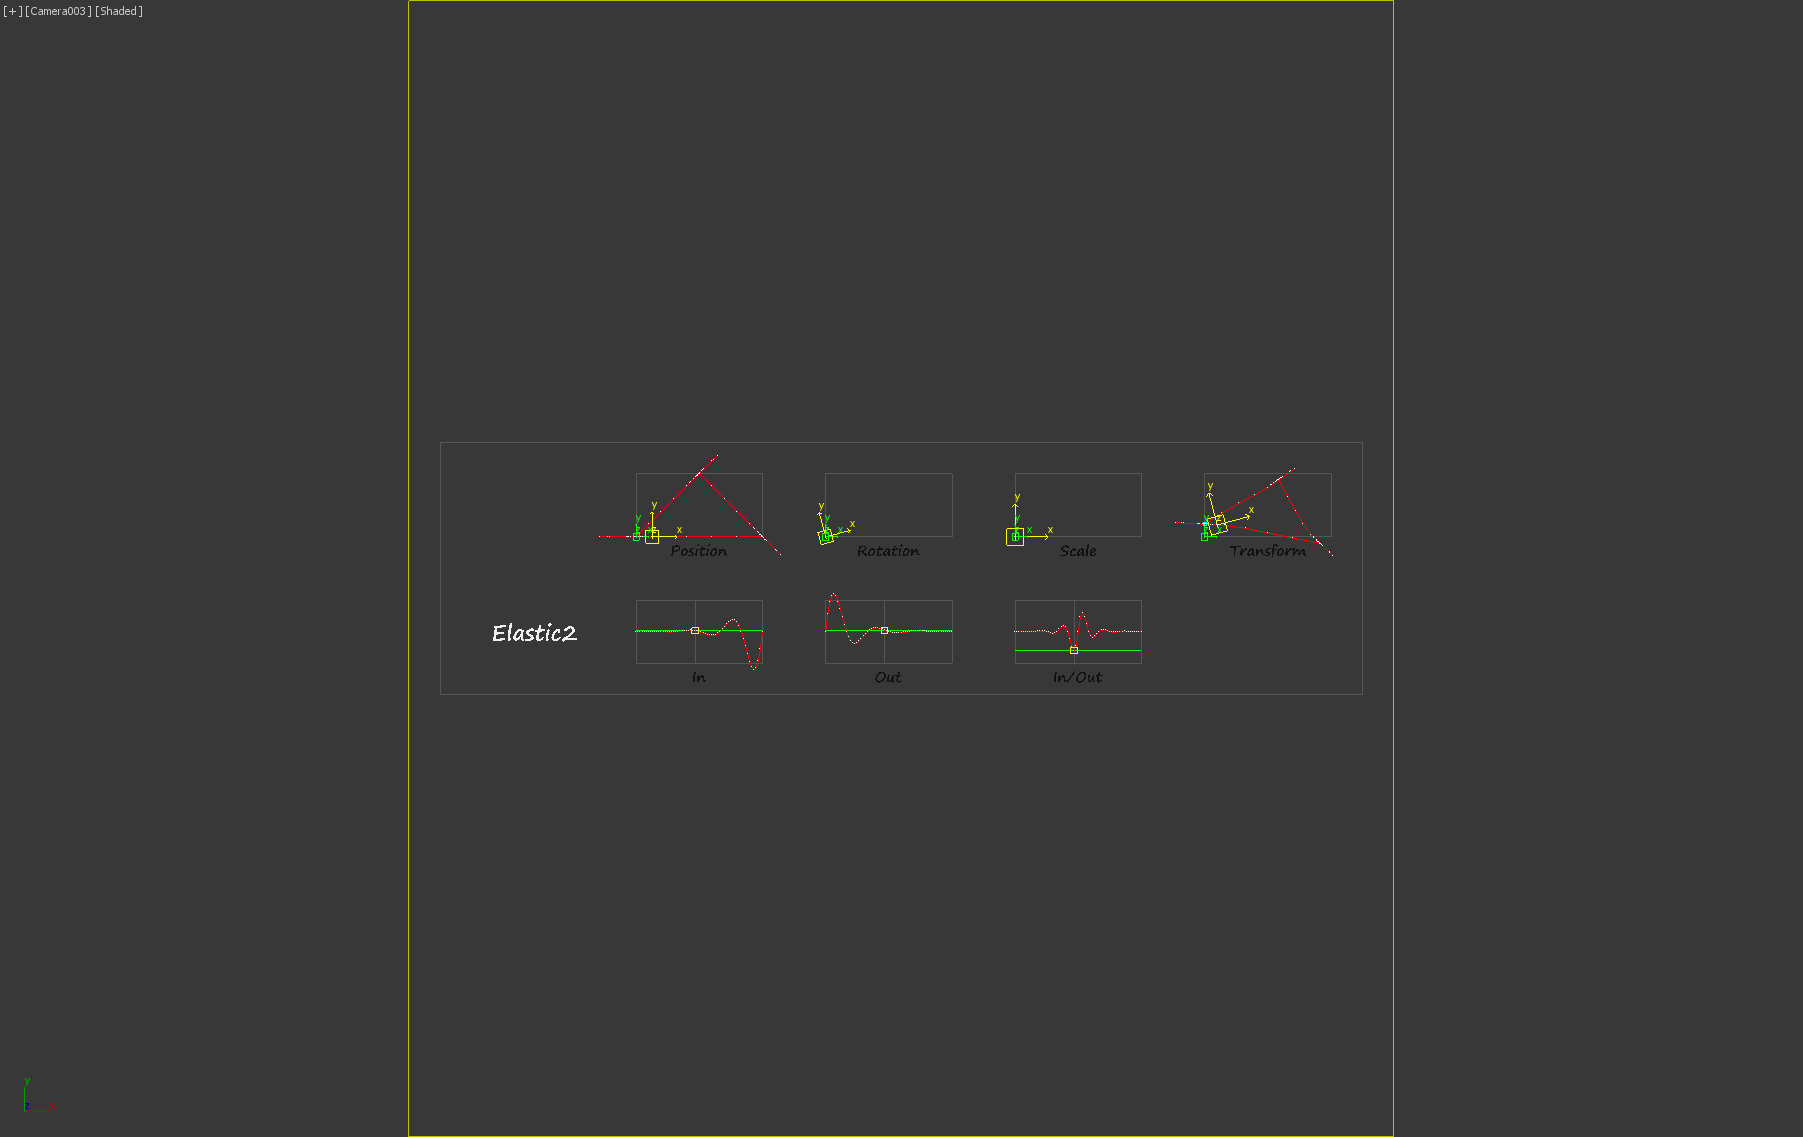 [+] [Camera003] [Shaded]
y
y
y
y
y
x
y
x
y
x
y
x
Position
Rotation
Scale
Transform
Elastic2
In
Out
In/Out
y
z
x